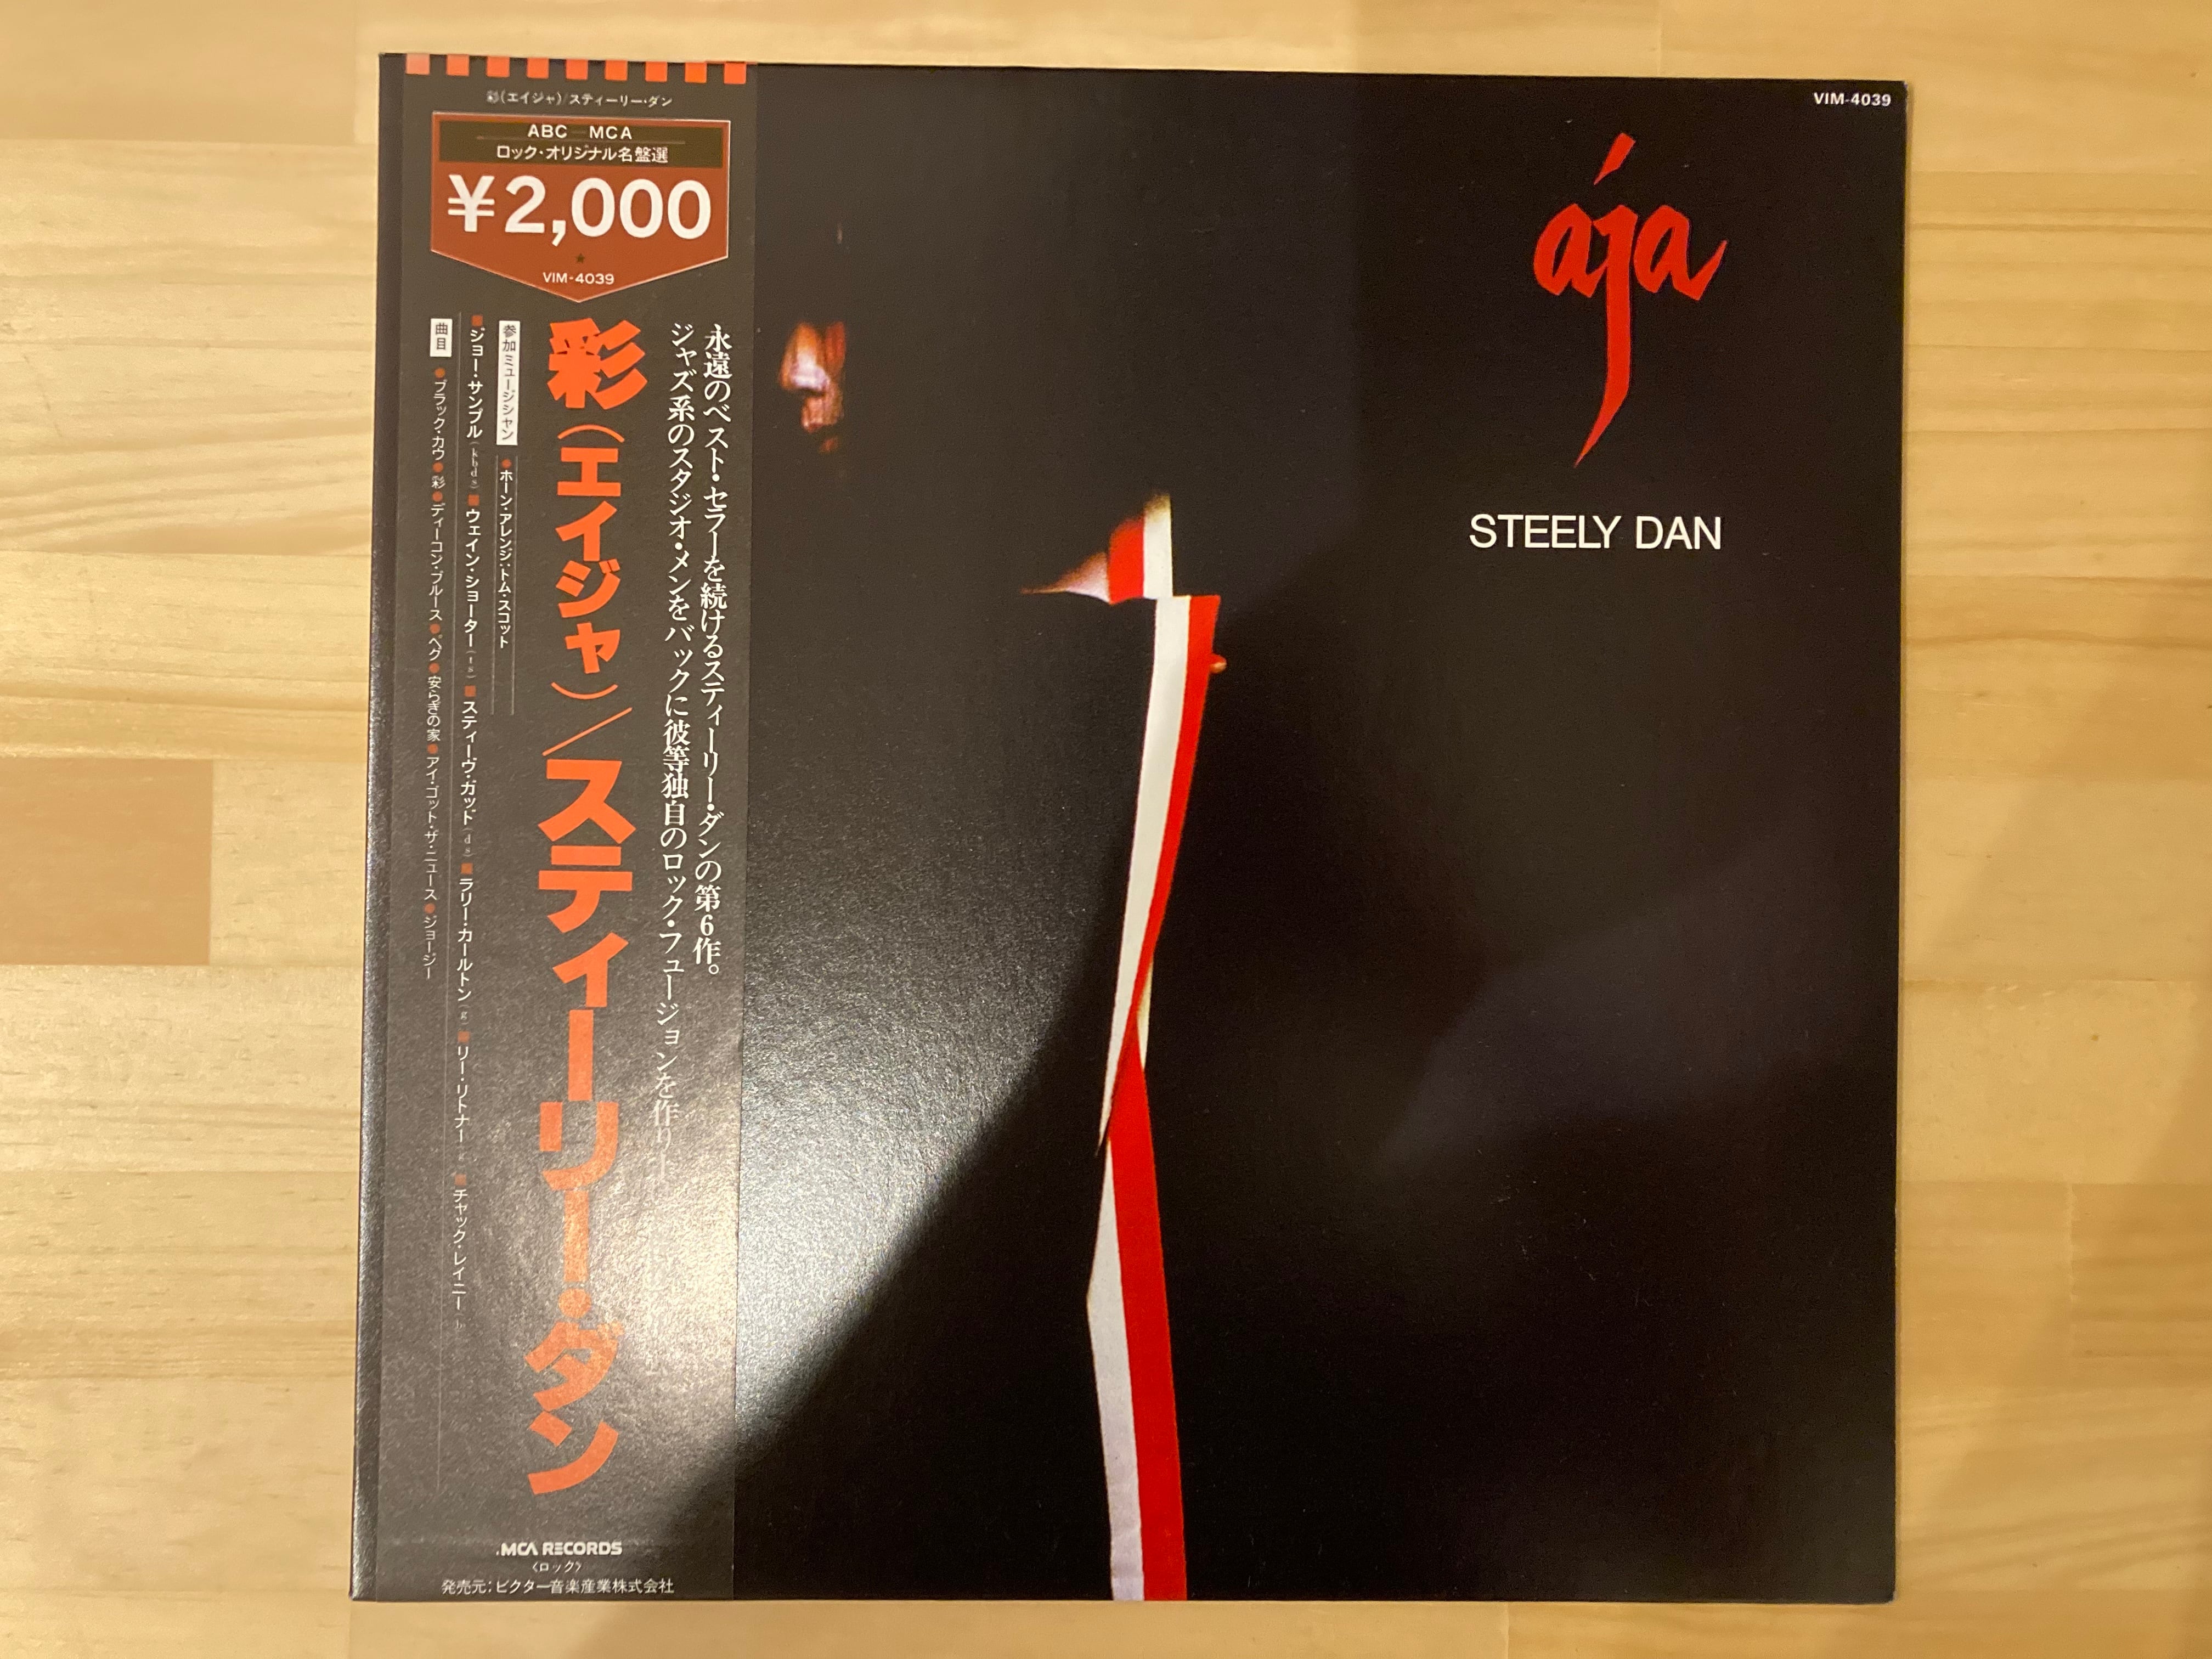 彩(エイジャ)/スティーリー・ダン
ABC—MCA
ロック・オリジナル名盤選
¥2,000
★
VIM-4039
永遠のベスト・セラーを続けるスティーリー・ダンの第6作。
ジャズ系のスタジオ・メンをバックに彼等独自のロック・フュージョンを作り
彩(エイジャ)/スティーリー・ダン
参加ミュージシャン
●ホーン・アレンジ:トム・スコット
■ジョー・サンプル(kbds)■ウェイン・ショーター(ts)■スティーヴ・ガッド(ds)■ラリー・カールトン(g)■リー・リトナー ■チャック・レイニー
曲目
●ブラック・カウ●彩●ディーコン・ブルース●ペグ●安らぎの家●アイ・ゴット・ザ・ニュース●ジョージー
MCA RECORDS
〈ロック〉
発売元:ビクター音楽産業株式会社
VIM-4039
aja
STEELY DAN